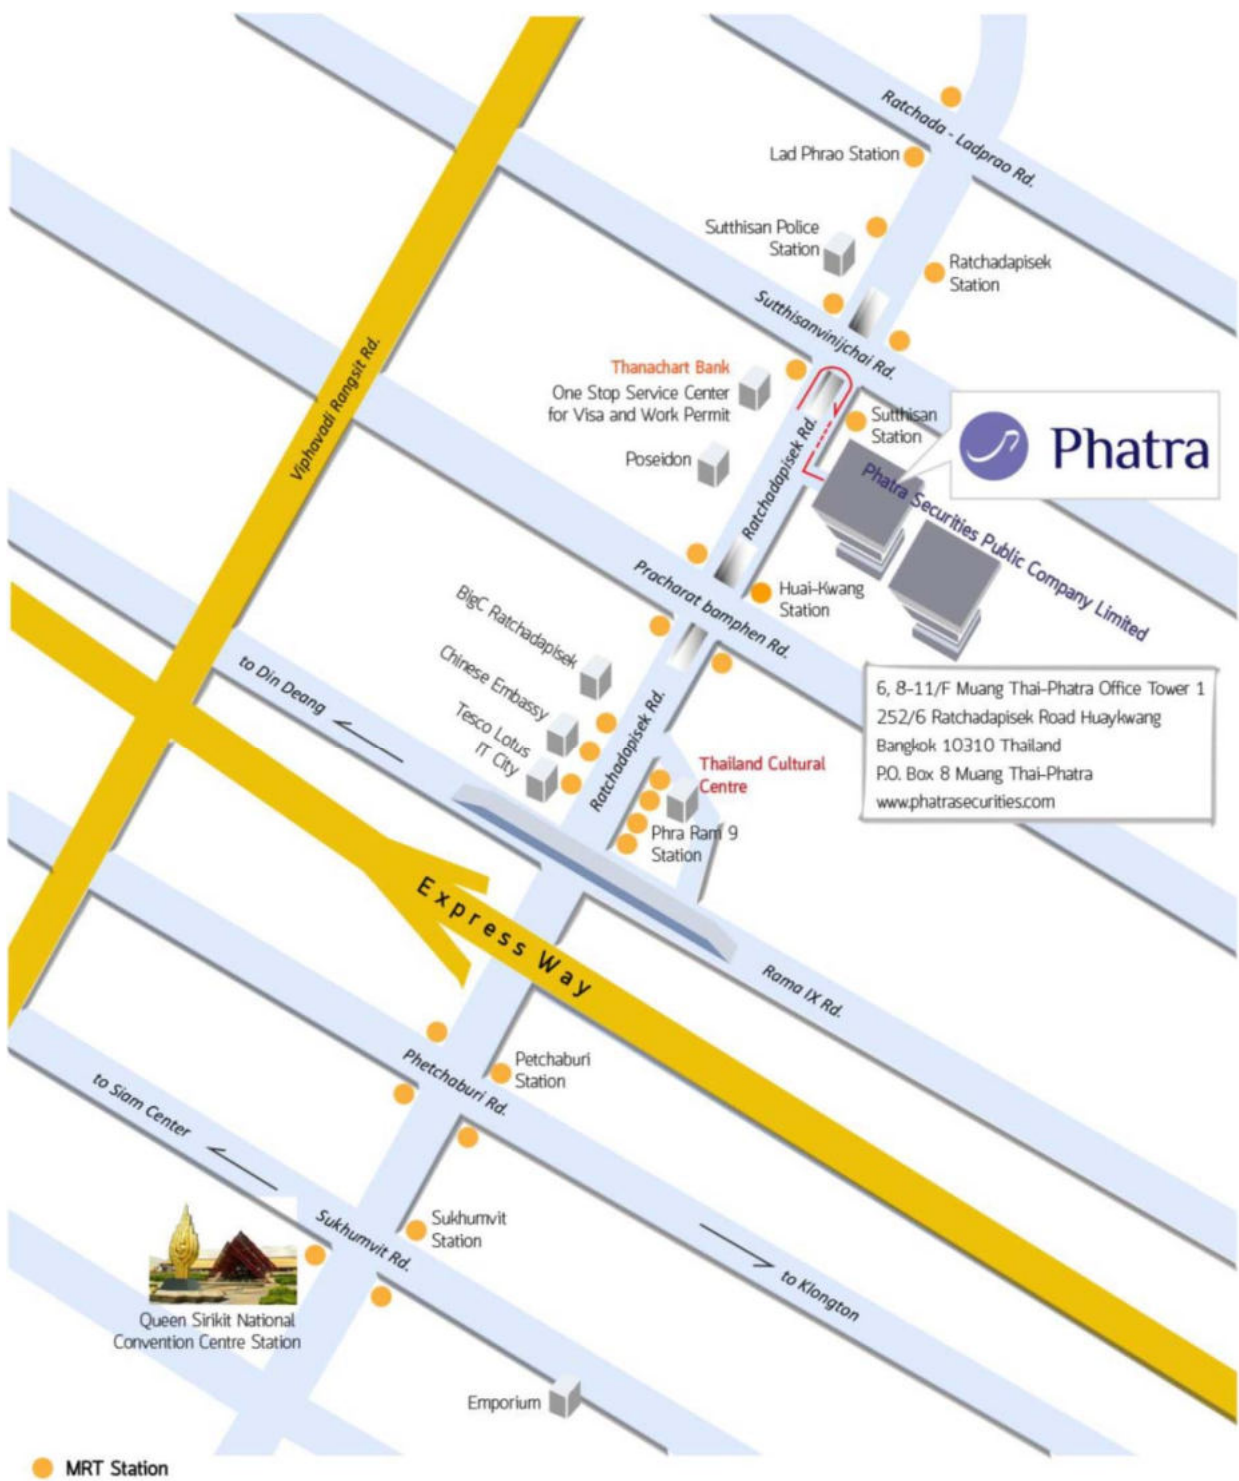 Ratchada - Ladprao Rd.
Lad Phrao Station
Sutthisan Police
Station
Ratchadapisek
Station
Sutthisanvinijchai Rd.
Viphavadi Rangsit Rd.
Thanachart Bank
One Stop Service Center
for Visa and Work Permit
Sutthisan
Station
Phatra
Poseidon
Ratchadapisek Rd.
Phatra Securities Public Company Limited
Pracharat bamphen Rd.
Huai-Kwang
Station
BigC Ratchadapisek
Chinese Embassy
Tesco Lotus
IT City
to Din Deang
Ratchadapisek Rd.
6, 8-11/F Muang Thai-Phatra Office Tower 1
252/6 Ratchadapisek Road Huaykwang
Bangkok 10310 Thailand
P.O. Box 8 Muang Thai-Phatra
www.phatrasecurities.com
Thailand Cultural
Centre
Phra Ram 9
Station
Express Way
Rama IX Rd.
Phetchaburi Rd.
Petchaburi
Station
to Siam Center
Sukhumvit Rd.
Sukhumvit
Station
to Klongton
Queen Sirikit National
Convention Centre Station
Emporium
MRT Station